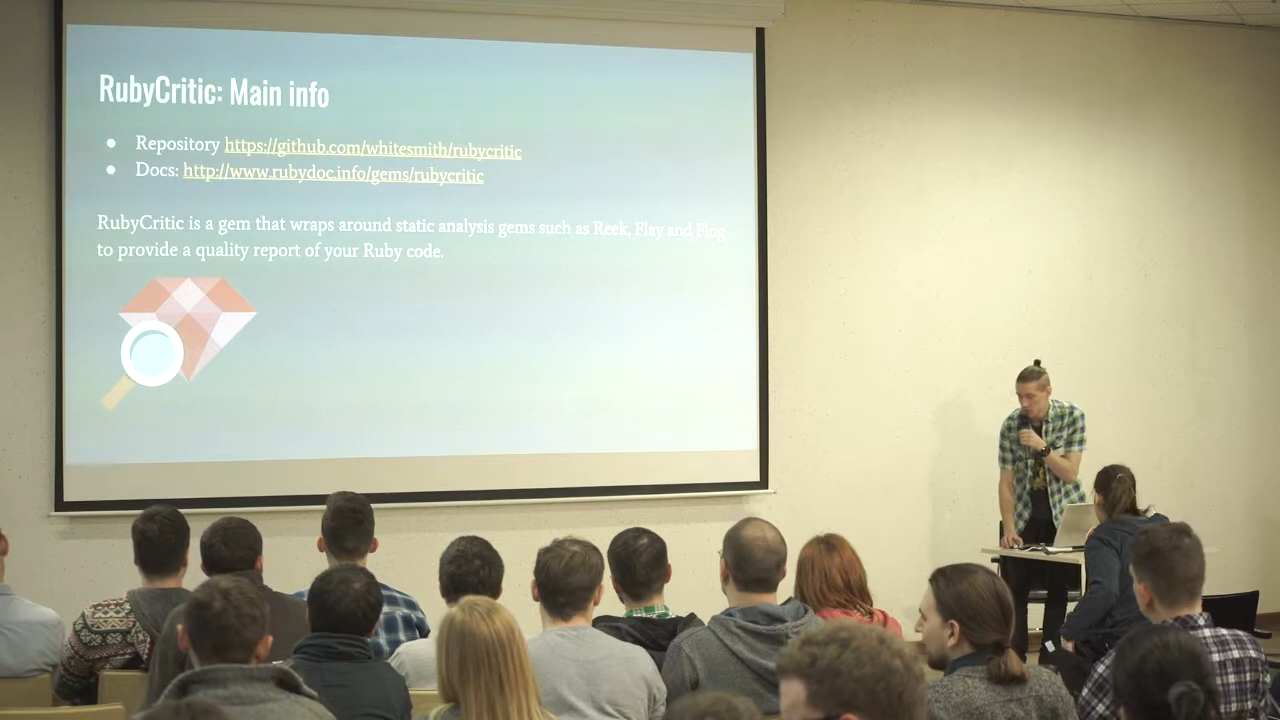 RubyCritic: Main info
● Repository https://github.com/whitesmith/rubycritic
● Docs: http://www.rubydoc.info/gems/rubycritic
RubyCritic is a gem that wraps around static analysis gems such as Reek, Flay and Flog
to provide a quality report of your Ruby code.